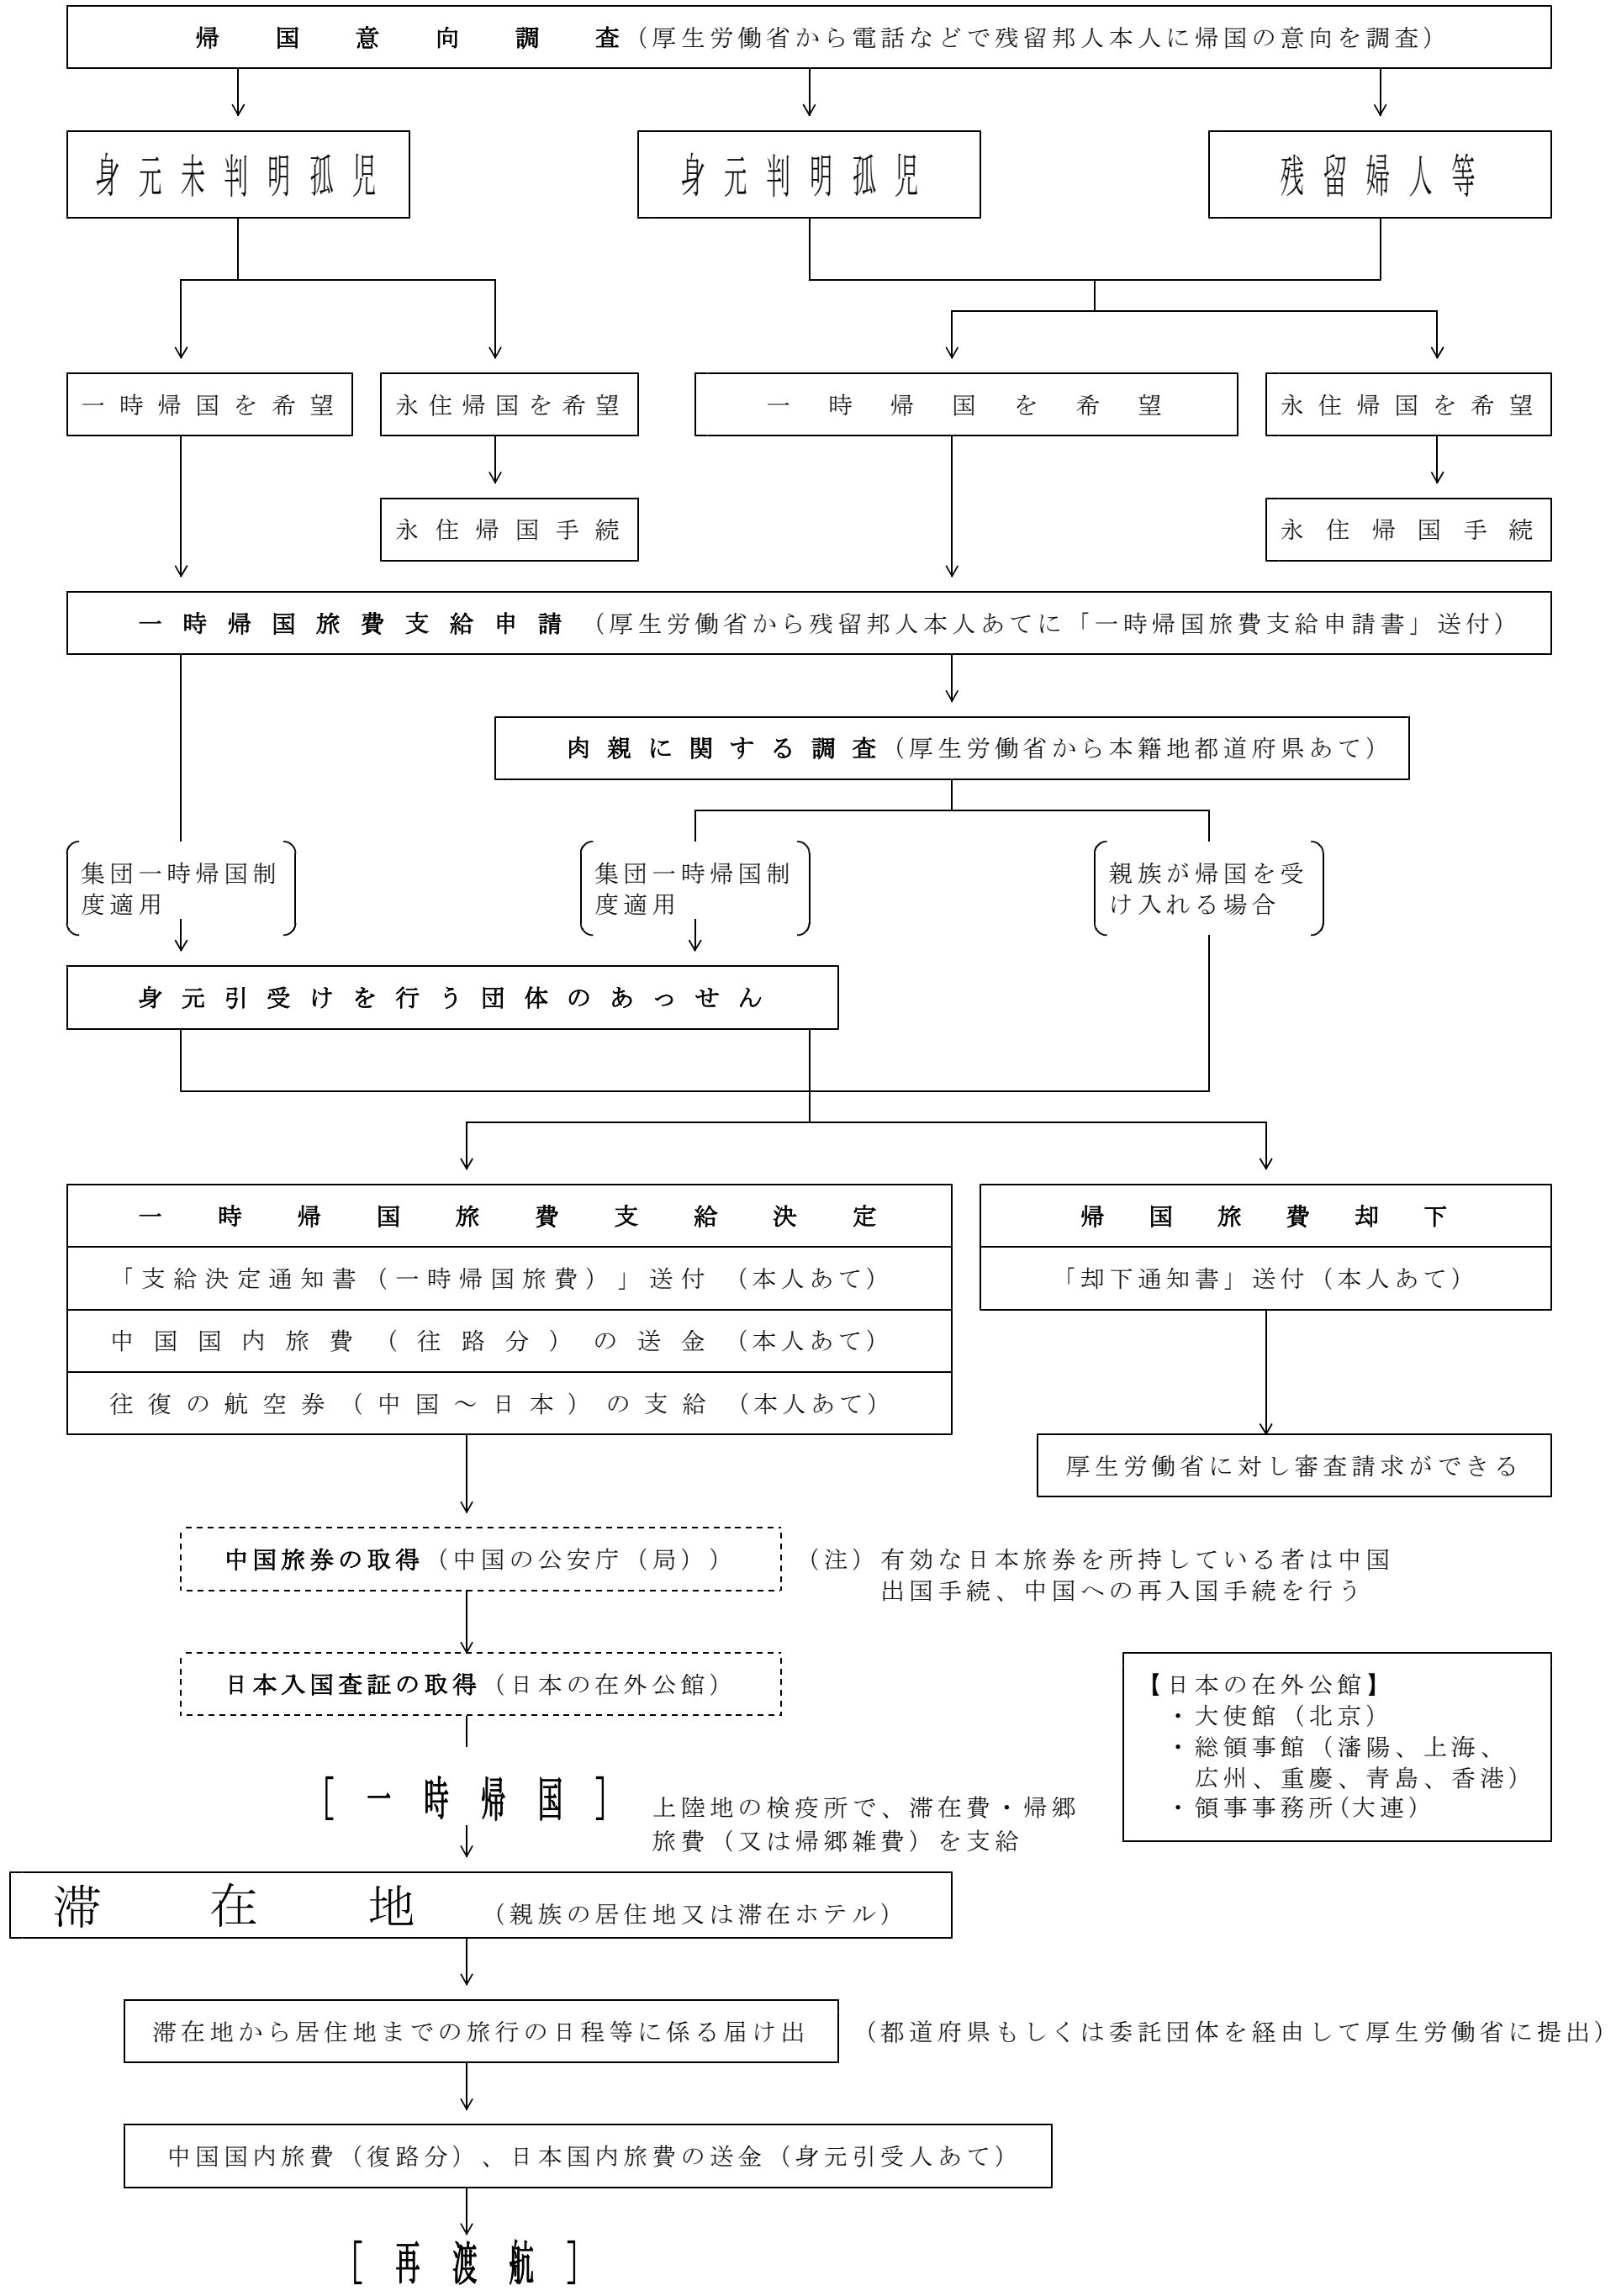 帰国意向調査（厚生労働省から電話などで残留邦人本人に帰国の意向を調査）
身元未判明孤児
身元判明孤児
残留婦人等
一時帰国を希望
永住帰国を希望
一時帰国を希望
永住帰国を希望
永住帰国手続
永住帰国手続
一時帰国旅費支給申請（厚生労働省から残留邦人本人あてに「一時帰国旅費支給申請書」送付）
肉親に関する調査（厚生労働省から本籍地都道府県あて）
集団一時帰国制
度適用
集団一時帰国制
度適用
親族が帰国を受
け入れる場合
身元引受けを行う団体のあっせん
一時帰国旅費支給決定
帰国旅費却下
「支給決定通知書（一時帰国旅費）」送付（本人あて）
「却下通知書」送付（本人あて）
中国国内旅費（往路分）の送金（本人あて）
往復の航空券（中国～日本）の支給（本人あて）
厚生労働省に対し審査請求ができる
中国旅券の取得（中国の公安庁（局））
（注）有効な日本旅券を所持している者は中国
出国手続、中国への再入国手続を行う
日本入国査証の取得（日本の在外公館）
【日本の在外公館】
・大使館（北京）
・総領事館（瀋陽、上海、
広州、重慶、青島、香港）
・領事事務所（大連）
［一時帰国］
上陸地の検疫所で、滞在費・帰郷
旅費（又は帰郷雑費）を支給
滞在地（親族の居住地又は滞在ホテル）
滞在地から居住地までの旅行の日程等に係る届け出
（都道府県もしくは委託団体を経由して厚生労働省に提出）
中国国内旅費（復路分）、日本国内旅費の送金（身元引受人あて）
［再渡航］